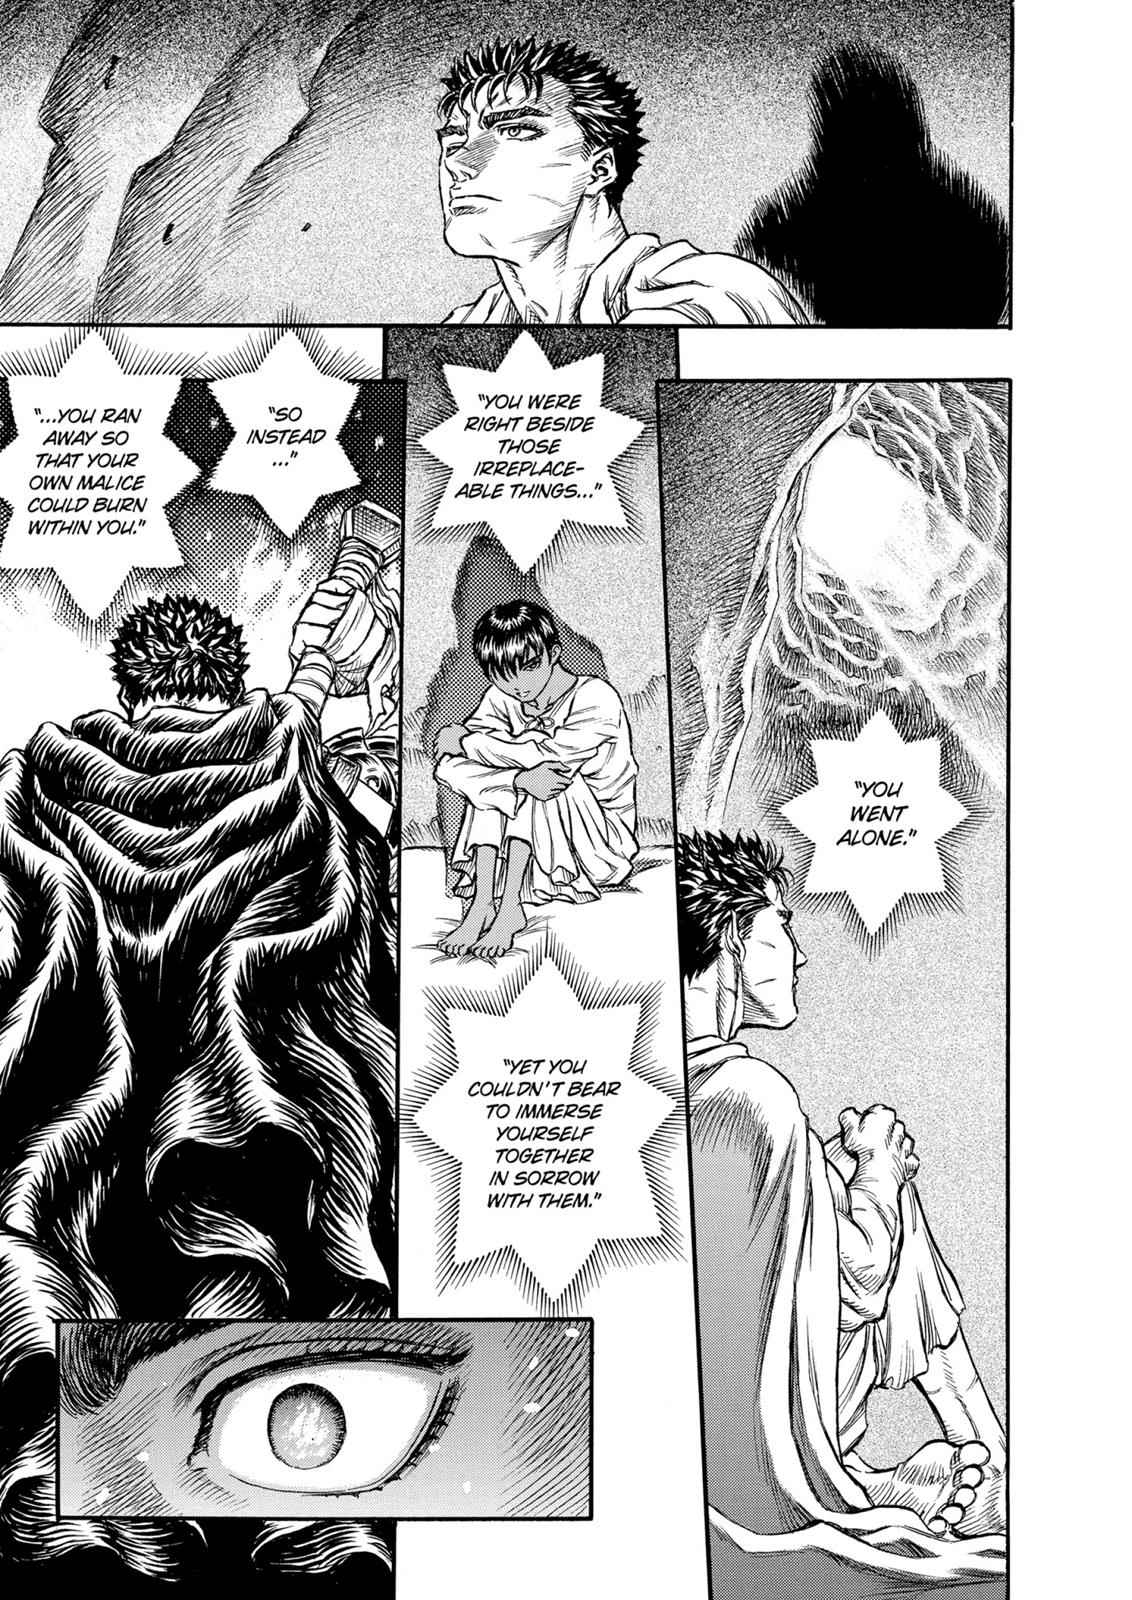 "YOU
WENT
ALONE."
"YOU WERE
RIGHT BESIDE
THOSE
IRREPLACE-
ABLE THINGS..."
"YET YOU
COULDN'T BEAR
TO IMMERSE
YOURSELF
TOGETHER
IN SORROW
WITH THEM."
"SO
INSTEAD
..."
"...YOU RAN
AWAY SO
THAT YOUR
OWN MALICE
COULD BURN
WITHIN YOU."